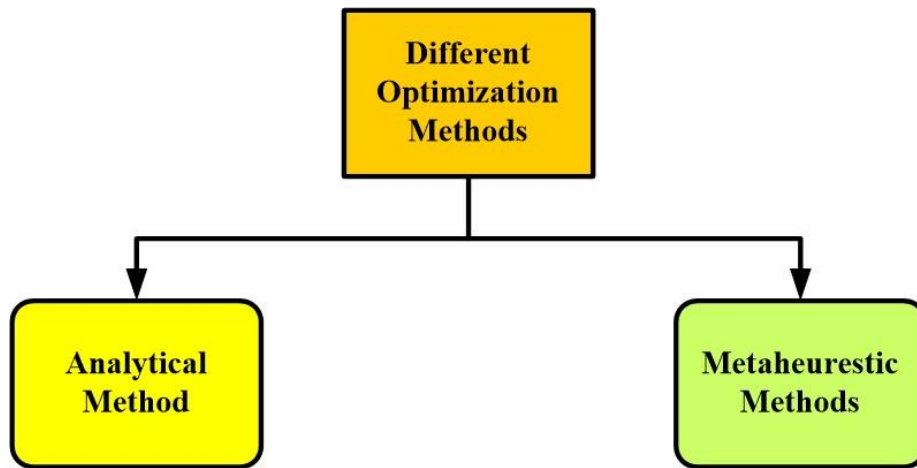 Different
Optimization
Methods
Analytical
Method
Metaheurestic
Methods